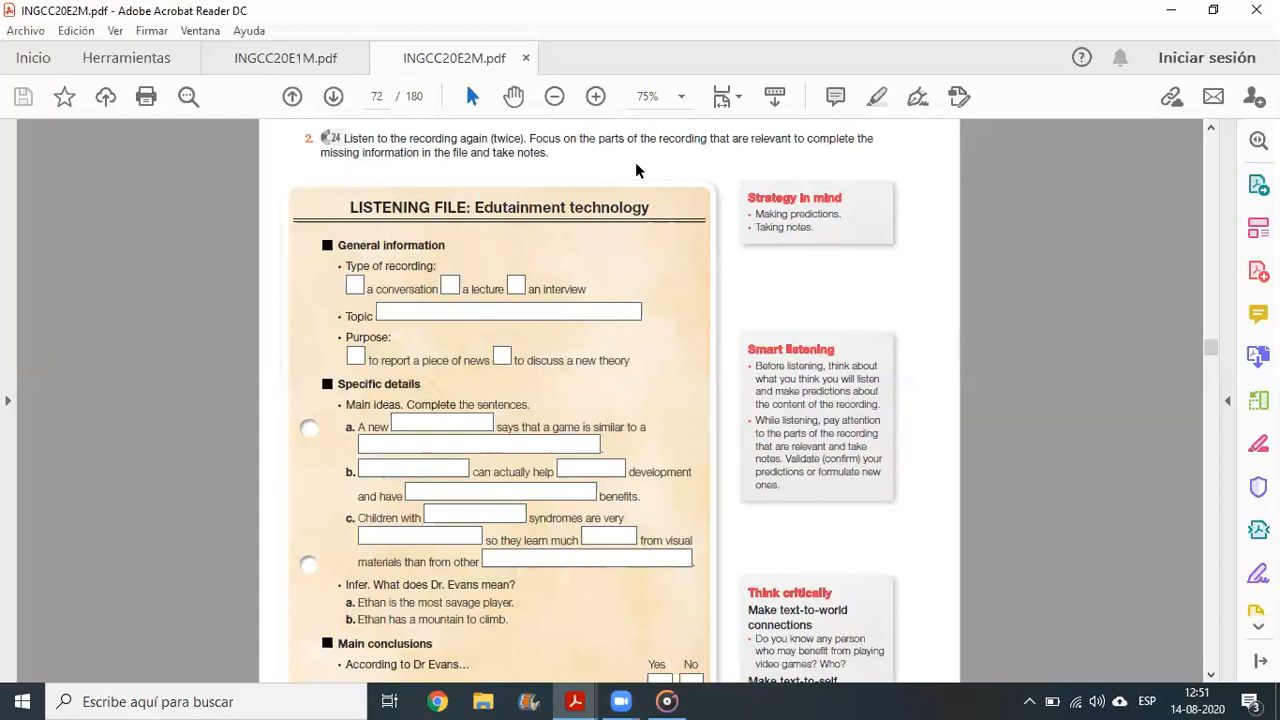 INGCC20E2M.pdf - Adobe Acrobat Reader DC
Archivo Edición Ver Firmar Ventana Ayuda
Inicio Herramientas INGCC20E1M.pdf INGCC20E2M.pdf × Iniciar sesión
72 / 180 75%
2. 24 Listen to the recording again (twice). Focus on the parts of the recording that are relevant to complete the
missing information in the file and take notes.
LISTENING FILE: Edutainment technology
General information
• Type of recording:
a conversation a lecture an interview
• Topic
• Purpose:
to report a piece of news to discuss a new theory
Specific details
• Main ideas. Complete the sentences.
a. A new says that a game is similar to a
.
b. can actually help development
and have benefits.
c. Children with syndromes are very
so they learn much from visual
materials than from other .
• Infer. What does Dr. Evans mean?
a. Ethan is the most savage player.
b. Ethan has a mountain to climb.
Main conclusions
• According to Dr Evans... Yes No
Strategy in mind
• Making predictions.
• Taking notes.
Smart listening
• Before listening, think about
what you think you will listen
and make predictions about
the content of the recording.
• While listening, pay attention
to the parts of the recording
that are relevant and take
notes. Validate (confirm) your
predictions or formulate new
ones.
Think critically
Make text-to-world
connections
• Do you know any person
who may benefit from playing
video games? Who?
Make text-to-self
Escribe aquí para buscar
ESP
12:51
14-08-2020
3